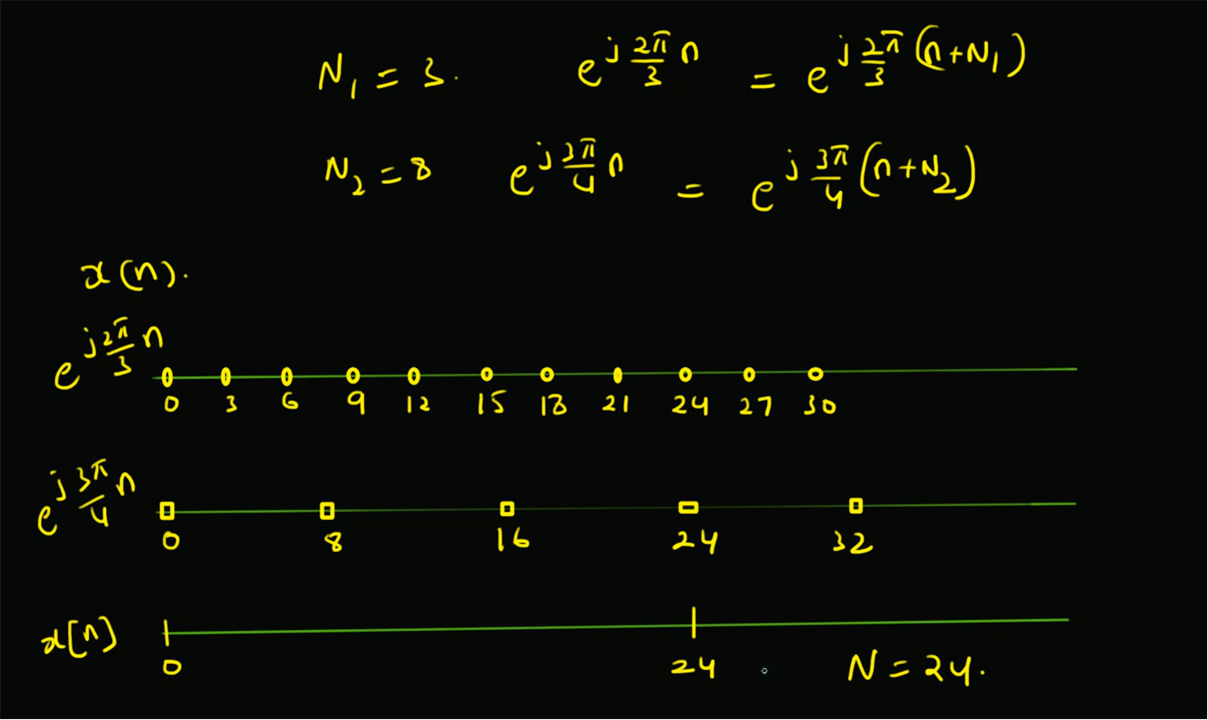 N₁ = 3. e^{j 2π/3 n} = e^{j 2π/3 (n+N₁)}
N₂ = 8 e^{j 3π/4 n} = e^{j 3π/4 (n+N₂)}
x(n).
e^{j 2π/3 n}
0 3 6 9 12 15 18 21 24 27 30
e^{j 3π/4 n}
0 8 16 24 32
x[n]
0 24 N = 24.